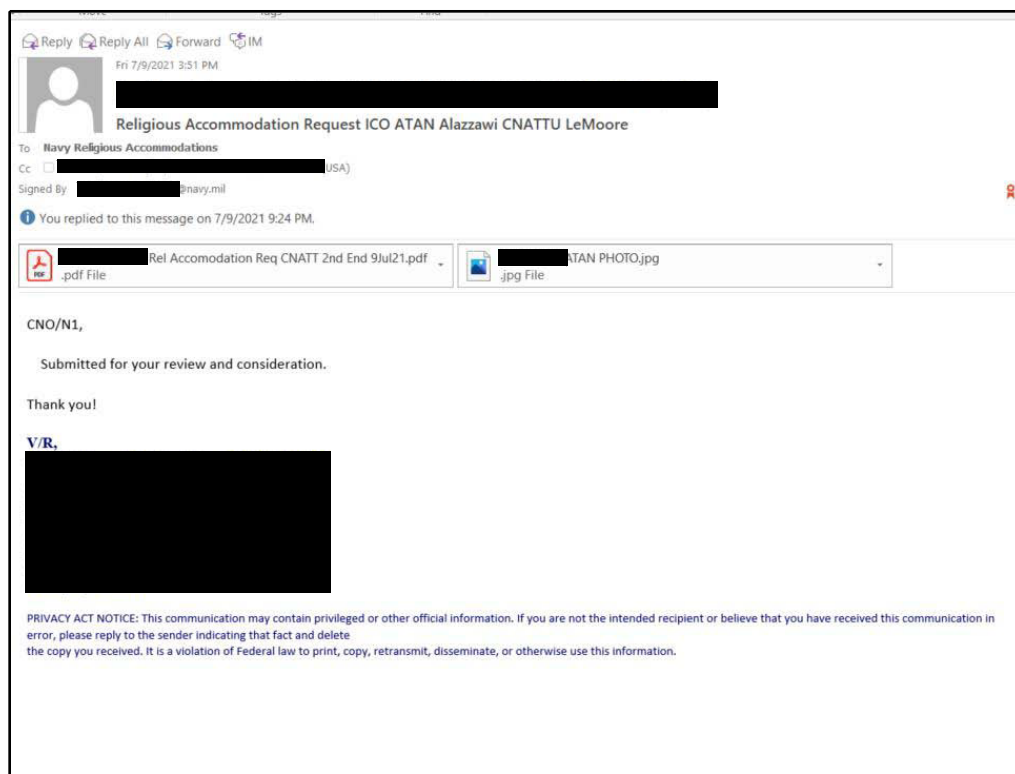 Reply Reply All Forward IM
Fri 7/9/2021 3:51 PM
Religious Accommodation Request ICO ATAN Alazzawi CNATTU LeMoore
To Navy Religious Accommodations
Cc USA)
Signed By @navy.mil
You replied to this message on 7/9/2021 9:24 PM.
Rel Accomodation Req CNATT 2nd End 9Jul21.pdf
.pdf File
ATAN PHOTO.jpg
.jpg File
CNO/N1,
Submitted for your review and consideration.
Thank you!
V/R,
PRIVACY ACT NOTICE: This communication may contain privileged or other official information. If you are not the intended recipient or believe that you have received this communication in
error, please reply to the sender indicating that fact and delete
the copy you received. It is a violation of Federal law to print, copy, retransmit, disseminate, or otherwise use this information.